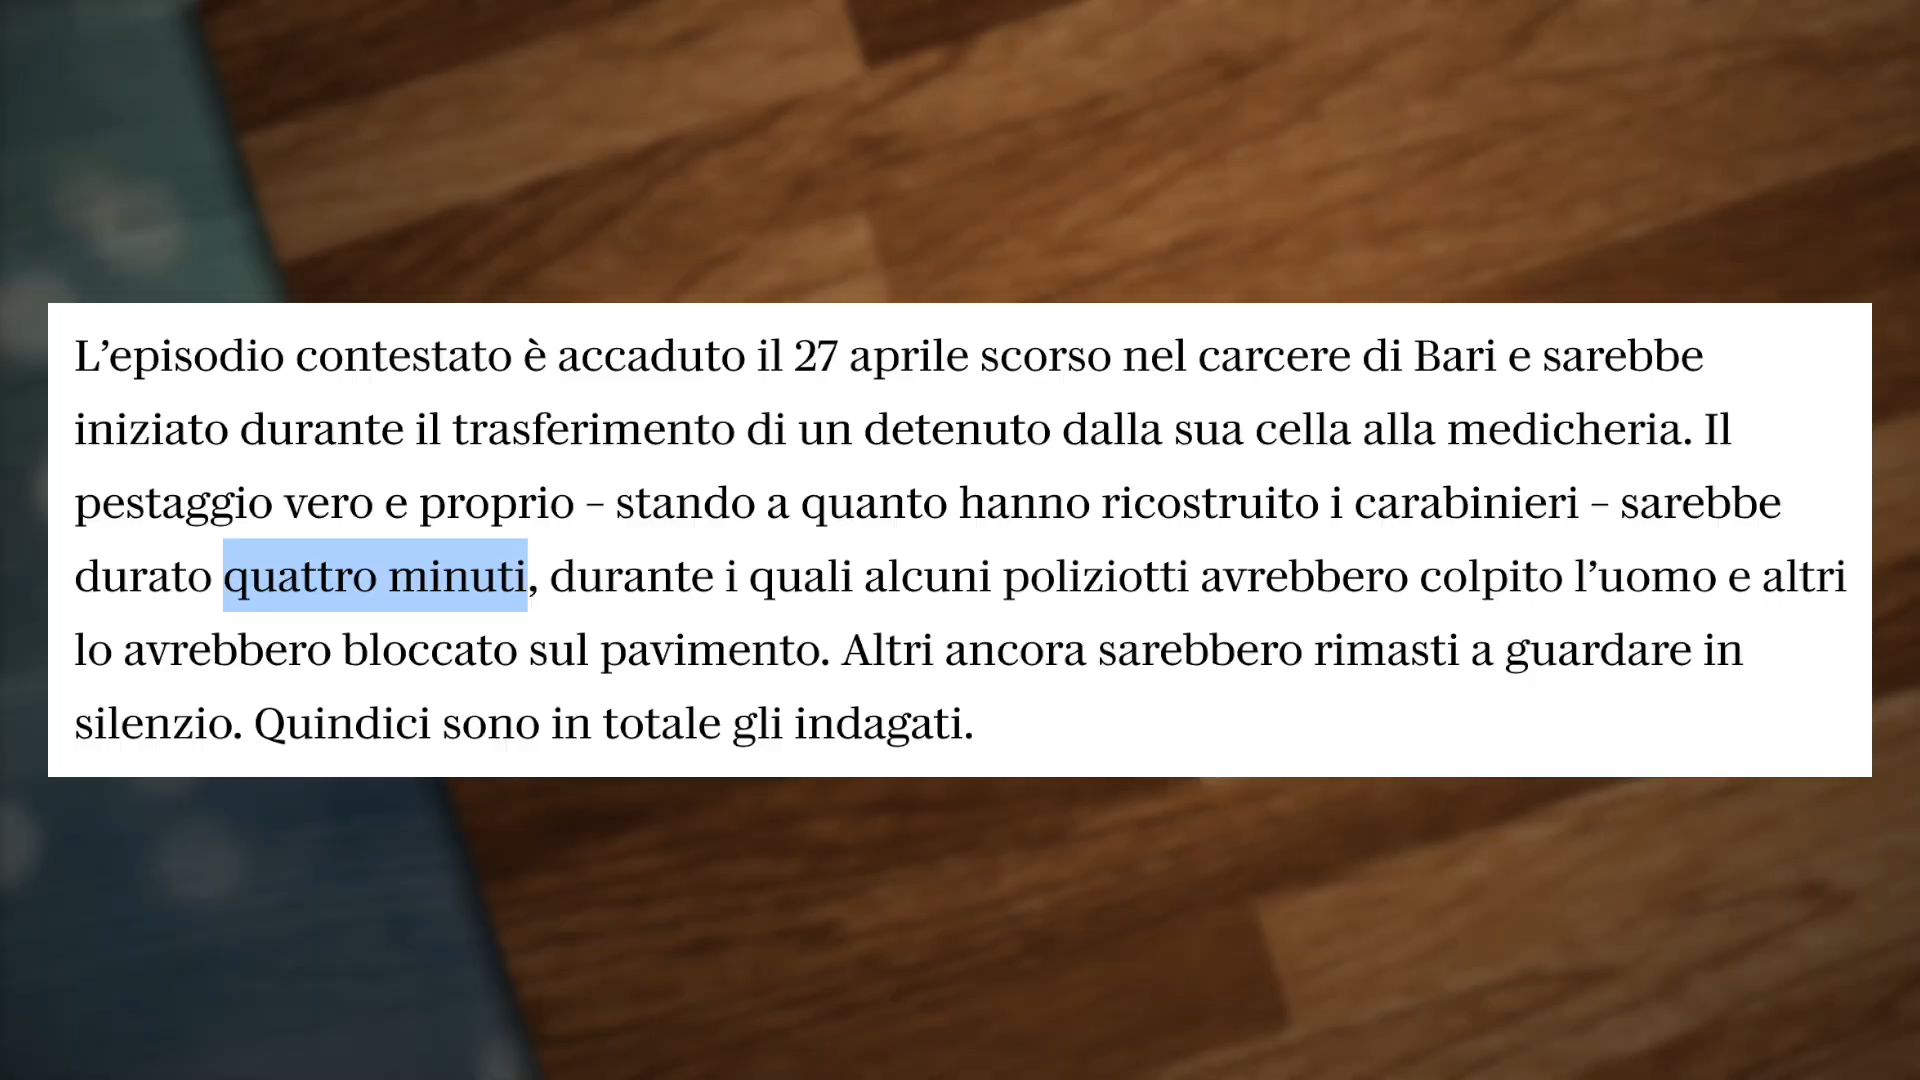 L’episodio contestato è accaduto il 27 aprile scorso nel carcere di Bari e sarebbe
iniziato durante il trasferimento di un detenuto dalla sua cella alla medicheria. Il
pestaggio vero e proprio – stando a quanto hanno ricostruito i carabinieri – sarebbe
durato quattro minuti, durante i quali alcuni poliziotti avrebbero colpito l’uomo e altri
lo avrebbero bloccato sul pavimento. Altri ancora sarebbero rimasti a guardare in
silenzio. Quindici sono in totale gli indagati.